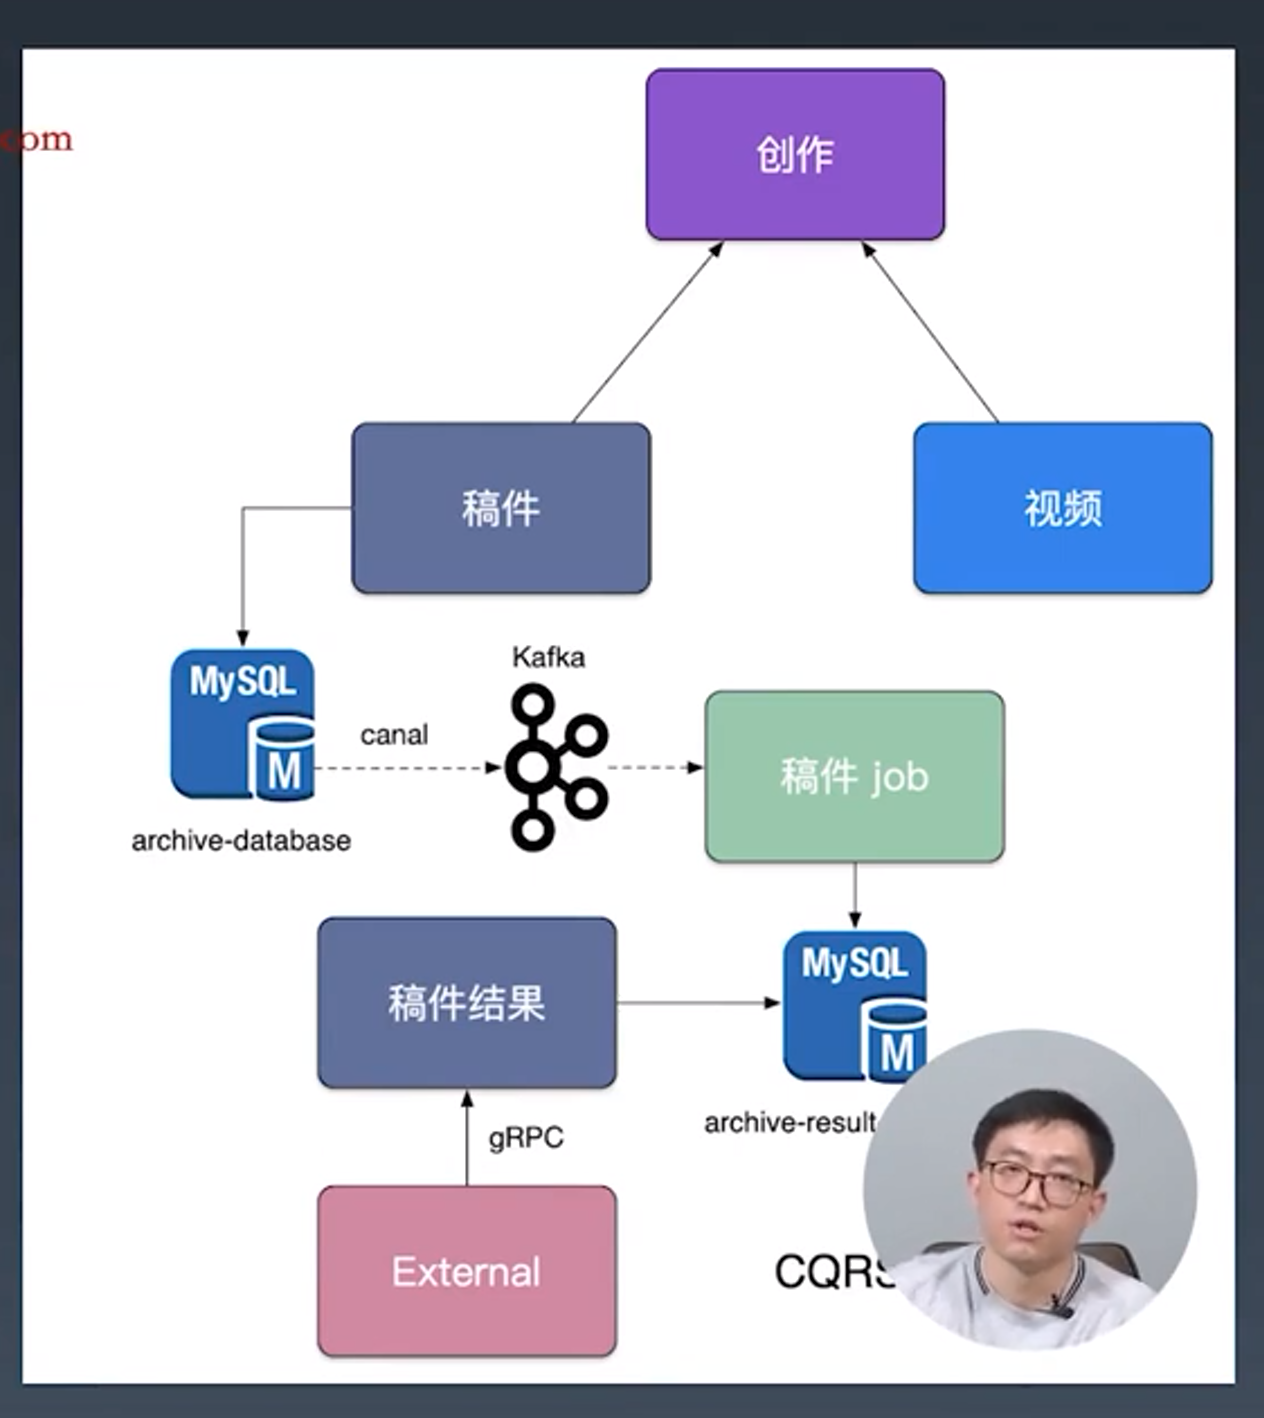 com
创作
稿件
视频
MySQL
M
Kafka
canal
稿件 job
archive-database
稿件结果
MySQL
M
gRPC
archive-result
External
CQRS